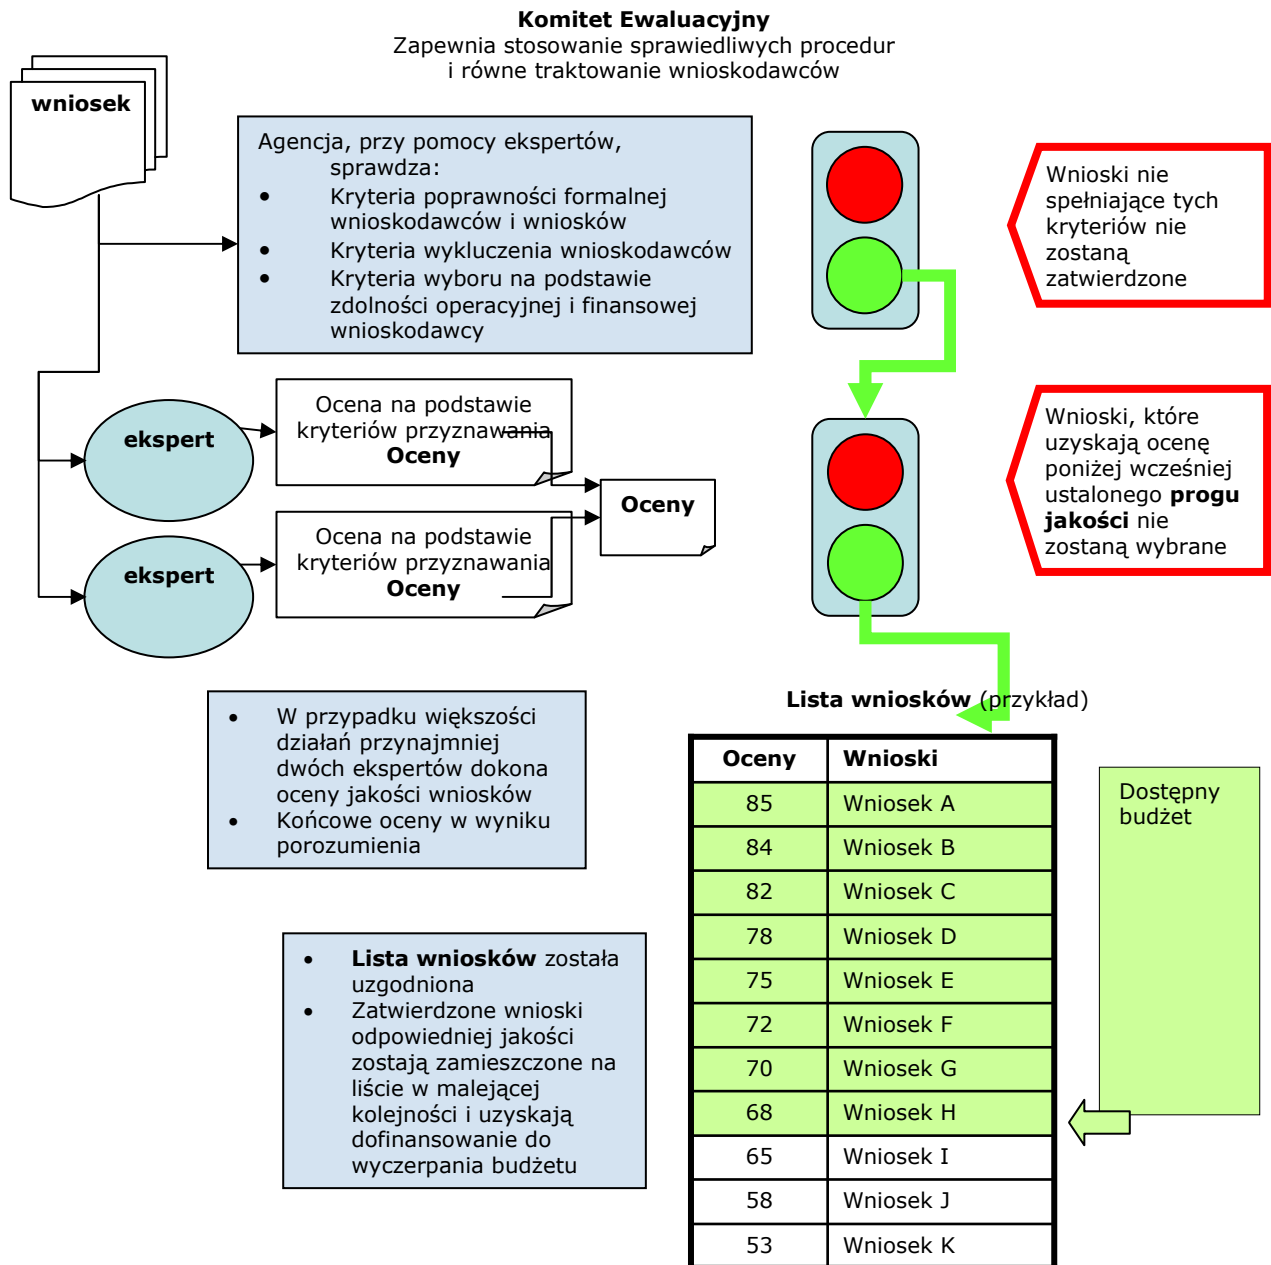 Komitet Ewaluacyjny
Zapewnia stosowanie sprawiedliwych procedur
i równe traktowanie wnioskodawców
wniosek
Agencja, przy pomocy ekspertów,
sprawdza:
• Kryteria poprawności formalnej
wnioskodawców i wniosków
• Kryteria wykluczenia wnioskodawców
• Kryteria wyboru na podstawie
zdolności operacyjnej i finansowej
wnioskodawcy
Wnioski nie
spełniające tych
kryteriów nie
zostaną
zatwierdzone
ekspert
Ocena na podstawie
kryteriów przyznawania
Oceny
Oceny
ekspert
Ocena na podstawie
kryteriów przyznawania
Oceny
Wnioski, które
uzyskają ocenę
poniżej wcześniej
ustalonego progu
jakości nie
zostaną wybrane
• W przypadku większości
działań przynajmniej
dwóch ekspertów dokona
oceny jakości wniosków
• Końcowe oceny w wyniku
porozumienia
• Lista wniosków została
uzgodniona
• Zatwierdzone wnioski
odpowiedniej jakości
zostają zamieszczone na
liście w malejącej
kolejności i uzyskają
dofinansowanie do
wyczerpania budżetu
Lista wniosków (przykład)
Oceny Wnioski
85 Wniosek A
84 Wniosek B
82 Wniosek C
78 Wniosek D
75 Wniosek E
72 Wniosek F
70 Wniosek G
68 Wniosek H
65 Wniosek I
58 Wniosek J
53 Wniosek K
Dostępny
budżet